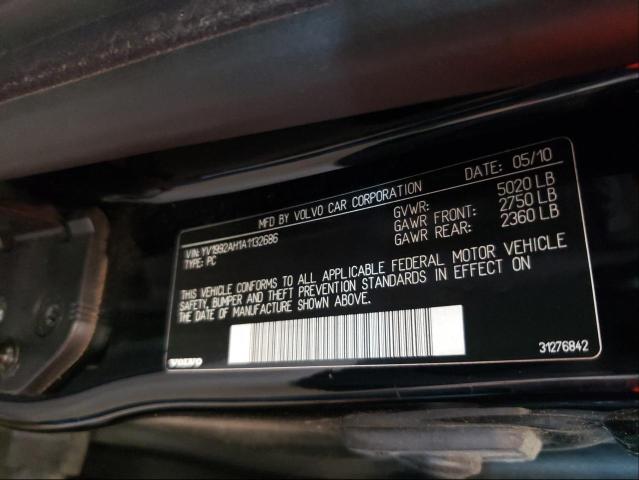 MFD BY VOLVO CAR CORPORATION DATE: 05/10
GVWR: 5020 LB
GAWR FRONT: 2750 LB
GAWR REAR: 2360 LB
VIN: YV1992AH1A1132686
TYPE: PC
THIS VEHICLE CONFORMS TO ALL APPLICABLE FEDERAL MOTOR VEHICLE
SAFETY, BUMPER AND THEFT PREVENTION STANDARDS IN EFFECT ON
THE DATE OF MANUFACTURE SHOWN ABOVE.
VOLVO 31276842